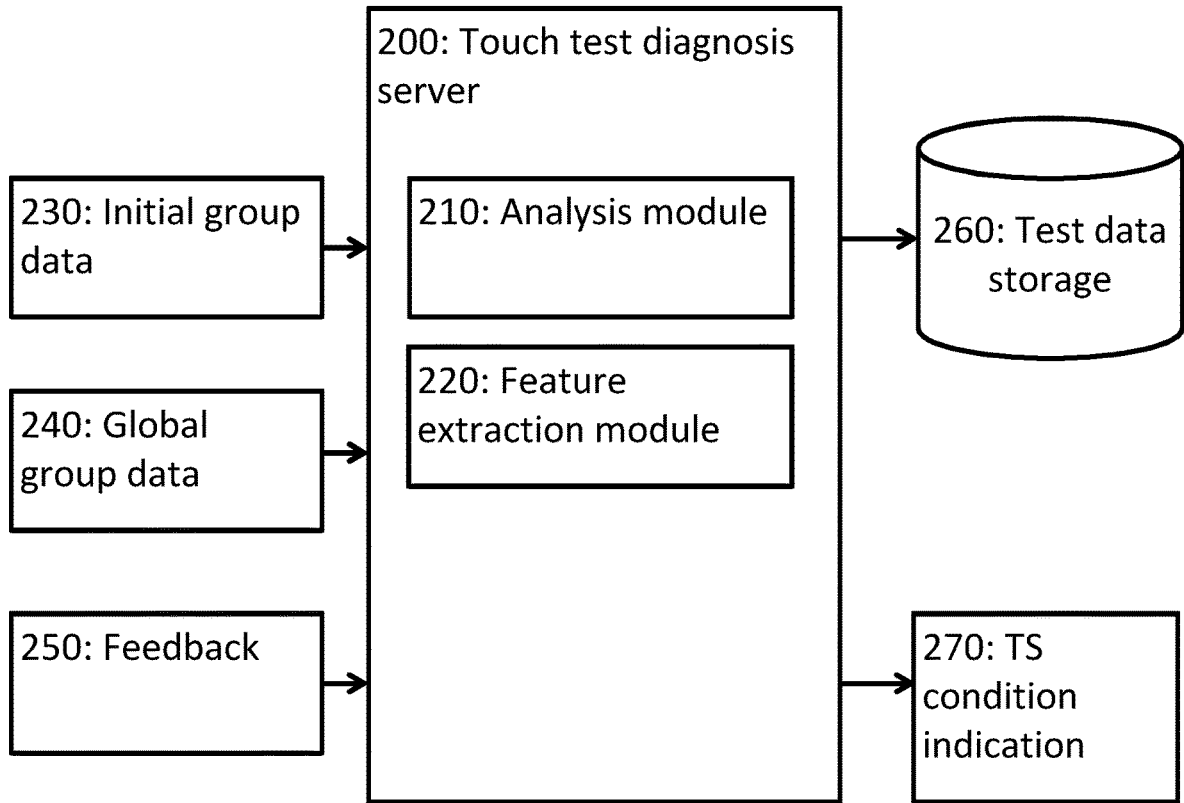 200: Touch test diagnosis
server
230: Initial group
data
210: Analysis module
260: Test data
storage
240: Global
group data
220: Feature
extraction module
250: Feedback
270: TS
condition
indication